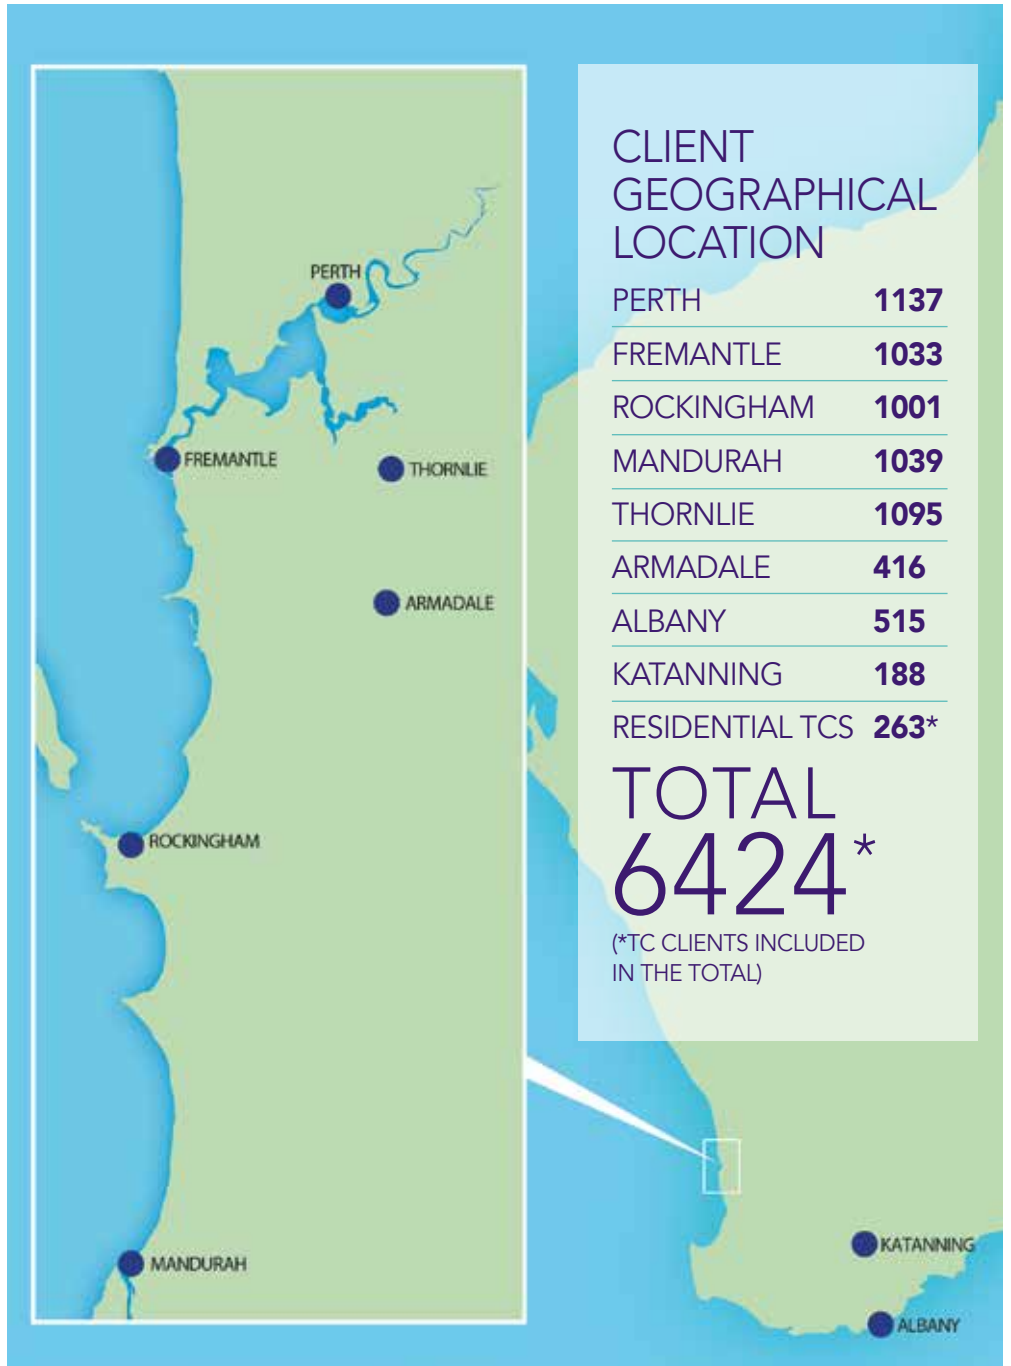 PERTH
FREMANTLE
THORNLIE
ARMADALE
ROCKINGHAM
MANDURAH
CLIENT
GEOGRAPHICAL
LOCATION
PERTH 1137
FREMANTLE 1033
ROCKINGHAM 1001
MANDURAH 1039
THORNLIE 1095
ARMADALE 416
ALBANY 515
KATANNING 188
RESIDENTIAL TCS 263*
TOTAL
6424*
(*TC CLIENTS INCLUDED
IN THE TOTAL)
KATANNING
ALBANY